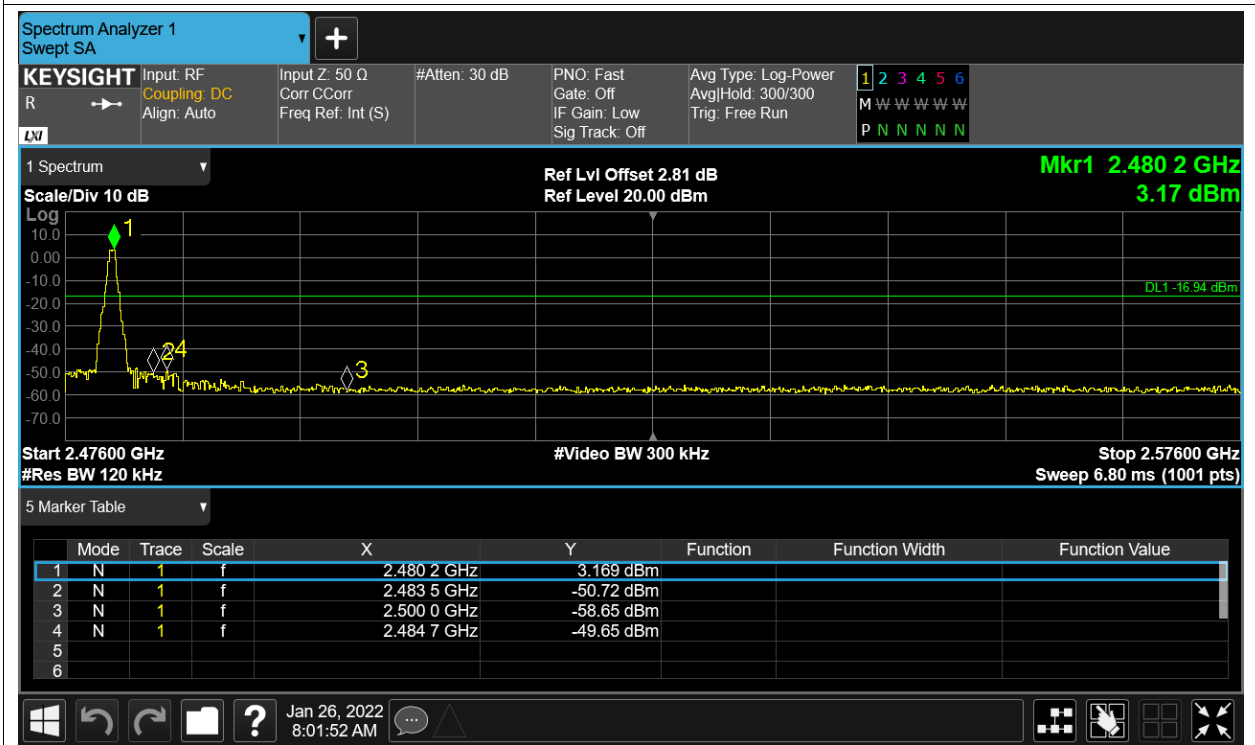 Spectrum Analyzer 1
Swept SA
KEYSIGHT Input: RF Input Z: 50 Ω #Atten: 30 dB PNO: Fast Avg Type: Log-Power 1 2 3 4 5 6
R Coupling: DC Corr CCorr Gate: Off Avg|Hold: 300/300 M W W W W W
Align: Auto Freq Ref: Int (S) IF Gain: Low Trig: Free Run
LXI Sig Track: Off P N N N N N
1 Spectrum Ref Lvl Offset 2.81 dB Mkr1 2.480 2 GHz
Scale/Div 10 dB Ref Level 20.00 dBm 3.17 dBm
Log
1
10.0
0.00
-10.0
DL1 -16.94 dBm
-20.0
-30.0
-40.0
2 4
-50.0
3
-60.0
-70.0
Start 2.47600 GHz #Video BW 300 kHz Stop 2.57600 GHz
#Res BW 120 kHz Sweep 6.80 ms (1001 pts)
5 Marker Table
Mode Trace Scale X Y Function Function Width Function Value
1 N 1 f 2.480 2 GHz 3.169 dBm
2 N 1 f 2.483 5 GHz -50.72 dBm
3 N 1 f 2.500 0 GHz -58.65 dBm
4 N 1 f 2.484 7 GHz -49.65 dBm
5
6
? Jan 26, 2022
8:01:52 AM